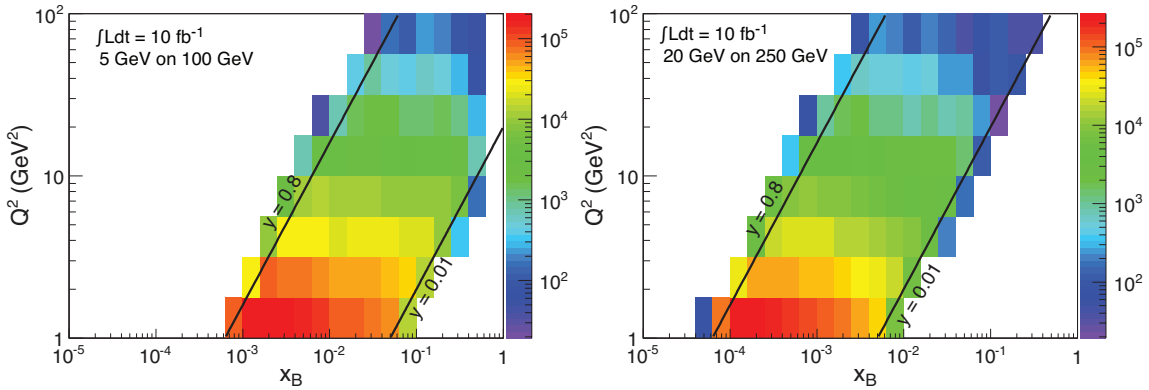 10²
∫Ldt = 10 fb⁻¹
5 GeV on 100 GeV
Q² (GeV²)
10
1
y = 0.8
y = 0.01
10⁻⁵
10⁻⁴
10⁻³
10⁻²
10⁻¹
1
x_B
10⁵
10⁴
10³
10²
10²
∫Ldt = 10 fb⁻¹
20 GeV on 250 GeV
Q² (GeV²)
10
1
y = 0.8
y = 0.01
10⁻⁵
10⁻⁴
10⁻³
10⁻²
10⁻¹
1
x_B
10⁵
10⁴
10³
10²